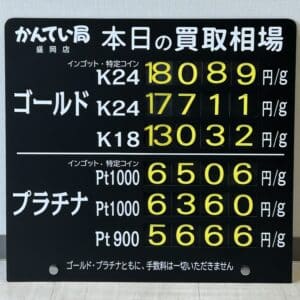 かんてい局 本日の買取相場
盛岡店
インゴット・特定コイン
K24 18089 円/g
ゴールド K24 17711 円/g
K18 13032 円/g
インゴット・特定コイン
Pt1000 6506 円/g
プラチナ Pt1000 6360 円/g
Pt900 5666 円/g
ゴールド・プラチナともに、手数料は一切いただきません